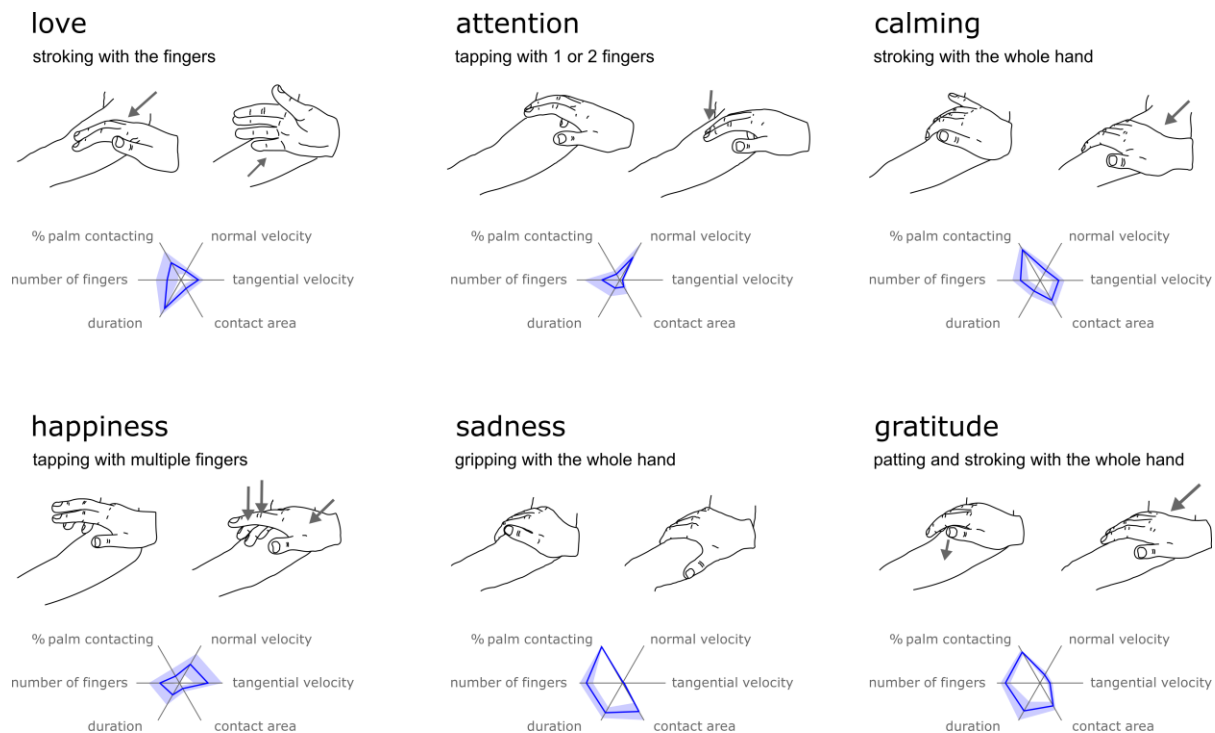 love
stroking with the fingers
% palm contacting
normal velocity
number of fingers
tangential velocity
duration
contact area
attention
tapping with 1 or 2 fingers
% palm contacting
normal velocity
number of fingers
tangential velocity
duration
contact area
calming
stroking with the whole hand
% palm contacting
normal velocity
number of fingers
tangential velocity
duration
contact area
happiness
tapping with multiple fingers
% palm contacting
normal velocity
number of fingers
tangential velocity
duration
contact area
sadness
gripping with the whole hand
% palm contacting
normal velocity
number of fingers
tangential velocity
duration
contact area
gratitude
patting and stroking with the whole hand
% palm contacting
normal velocity
number of fingers
tangential velocity
duration
contact area